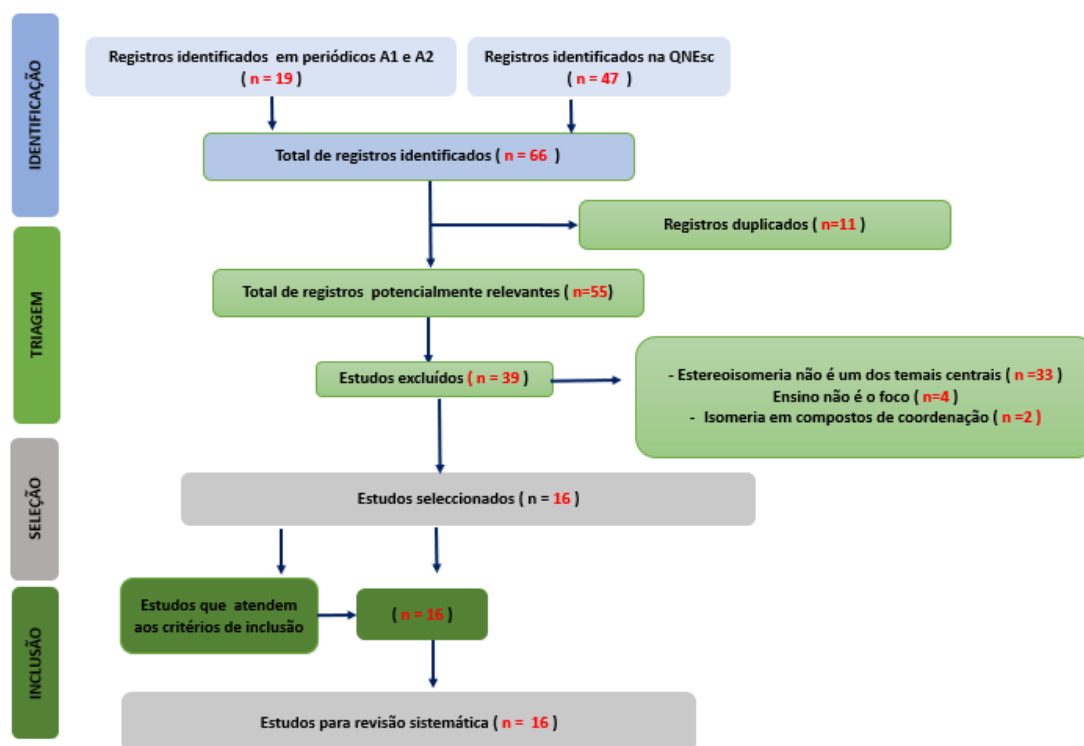 IDENTIFICAÇÃO
Registros identificados em periódicos A1 e A2
( n = 19 )
Registros identificados na QNEsc
( n = 47 )
Total de registros identificados ( n = 66 )
TRIAGEM
Registros duplicados ( n=11 )
Total de registros potencialmente relevantes ( n=55)
Estudos excluídos ( n = 39 )
- Estereoisomeria não é um dos temais centrais ( n =33 )
Ensino não é o foco ( n=4 )
- Isomeria em compostos de coordenação ( n =2 )
SELEÇÃO
Estudos seleccionados ( n = 16 )
INCLUSÃO
Estudos que atendem
aos critérios de inclusão
( n = 16 )
Estudos para revisão sistemática ( n = 16 )